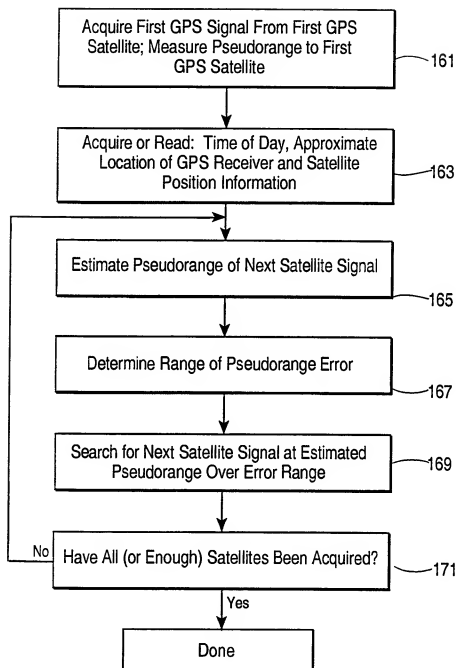 Acquire First GPS Signal From First GPS
Satellite; Measure Pseudorange to First
GPS Satellite
161
Acquire or Read: Time of Day, Approximate
Location of GPS Receiver and Satellite
Position Information
163
Estimate Pseudorange of Next Satellite Signal
165
Determine Range of Pseudorange Error
167
Search for Next Satellite Signal at Estimated
Pseudorange Over Error Range
169
No
Have All (or Enough) Satellites Been Acquired?
171
Yes
Done